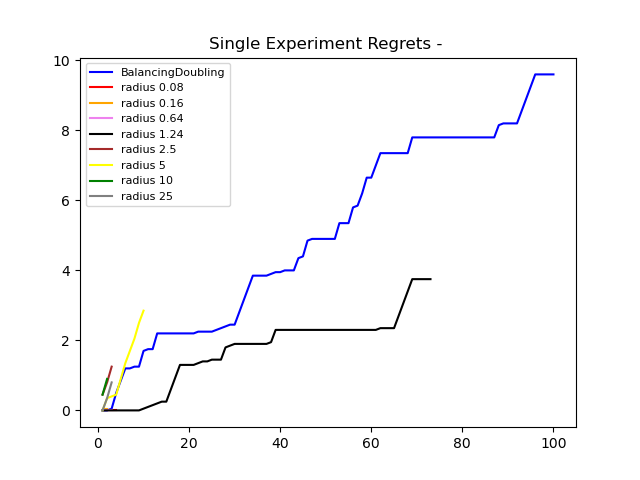 Single Experiment Regrets -
10
8
6
4
2
0
BalancingDoubling
radius 0.08
radius 0.16
radius 0.64
radius 1.24
radius 2.5
radius 5
radius 10
radius 25
0 20 40 60 80 100